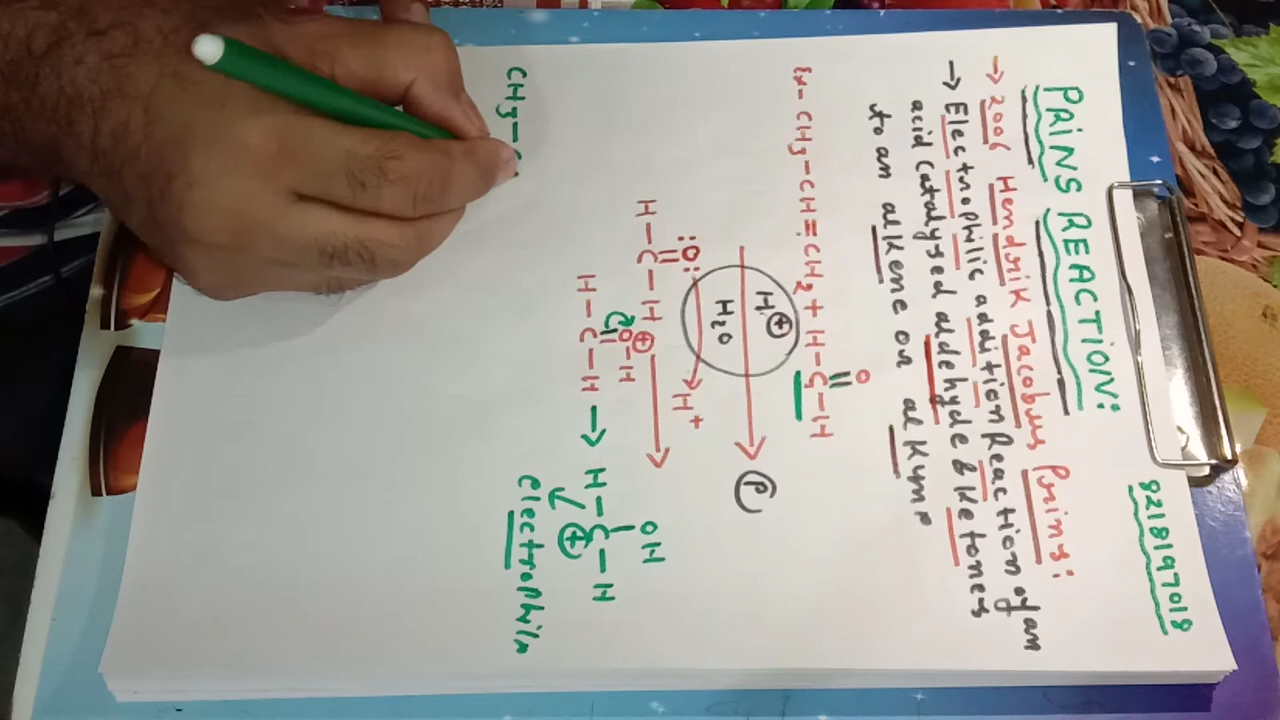 9218197018
PRINS REACTION:
→ 2006 Hendrik Jacobus Prins:
→ Electrophilic addition Reaction of an
acid catalysed aldehyde & Ketones
to an alkene or alkyne
O
Ex- CH3-CH=CH2 + H-C-H
H⊕
H2O
P
:O:
H-C-H
→ H+
⊕O-H
H-C-H → H-C-H
OH
⊕
Electrophile
CH3-